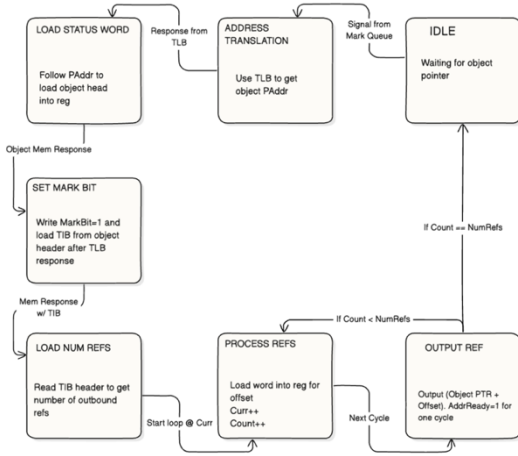 LOAD STATUS WORD
Follow PAddr to
load object head
into reg
Response from
TLB
ADDRESS
TRANSLATION
Use TLB to get
object PAddr
Signal from
Mark Queue
IDLE
Waiting for object
pointer
Object Mem Response
SET MARK BIT
Write MarkBit=1 and
load TIB from object
header after TLB
response
If Count == NumRefs
Mem Response
w/ TIB
If Count < NumRefs
LOAD NUM REFS
Read TIB header to get
number of outbound
refs
Start loop @ Curr
PROCESS REFS
Load word into reg for
offset
Curr++
Count++
Next Cycle
OUTPUT REF
Output (Object PTR +
Offset). AddrReady=1 for
one cycle